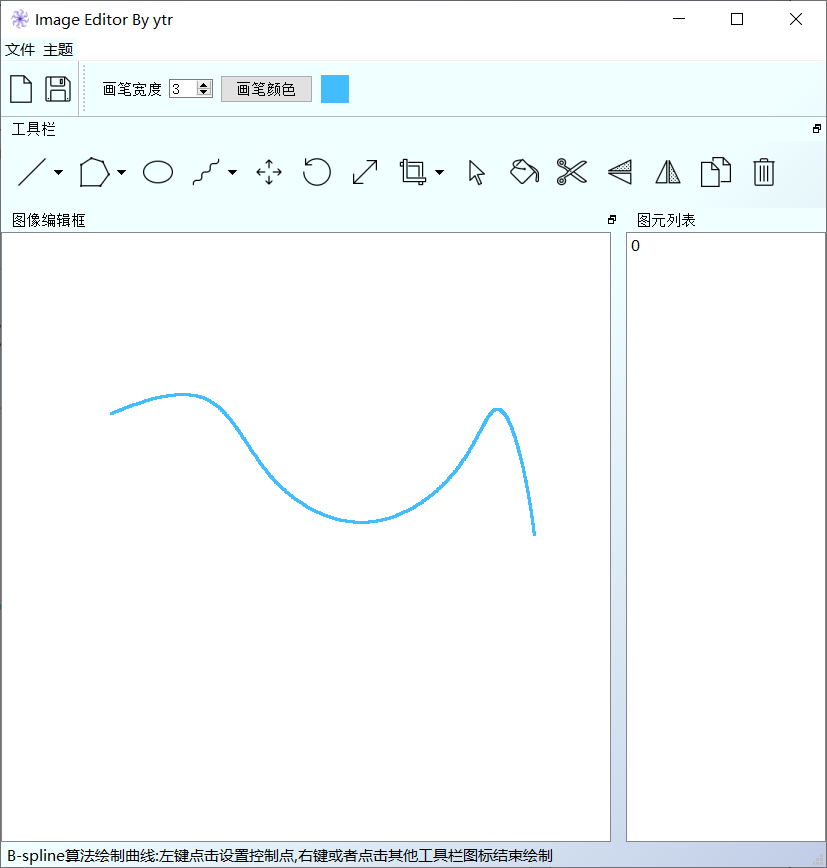 Image Editor By ytr
文件 主题
画笔宽度 3 画笔颜色
工具栏
图像编辑框 图元列表
0
B-spline算法绘制曲线:左键点击设置控制点,右键或者点击其他工具栏图标结束绘制